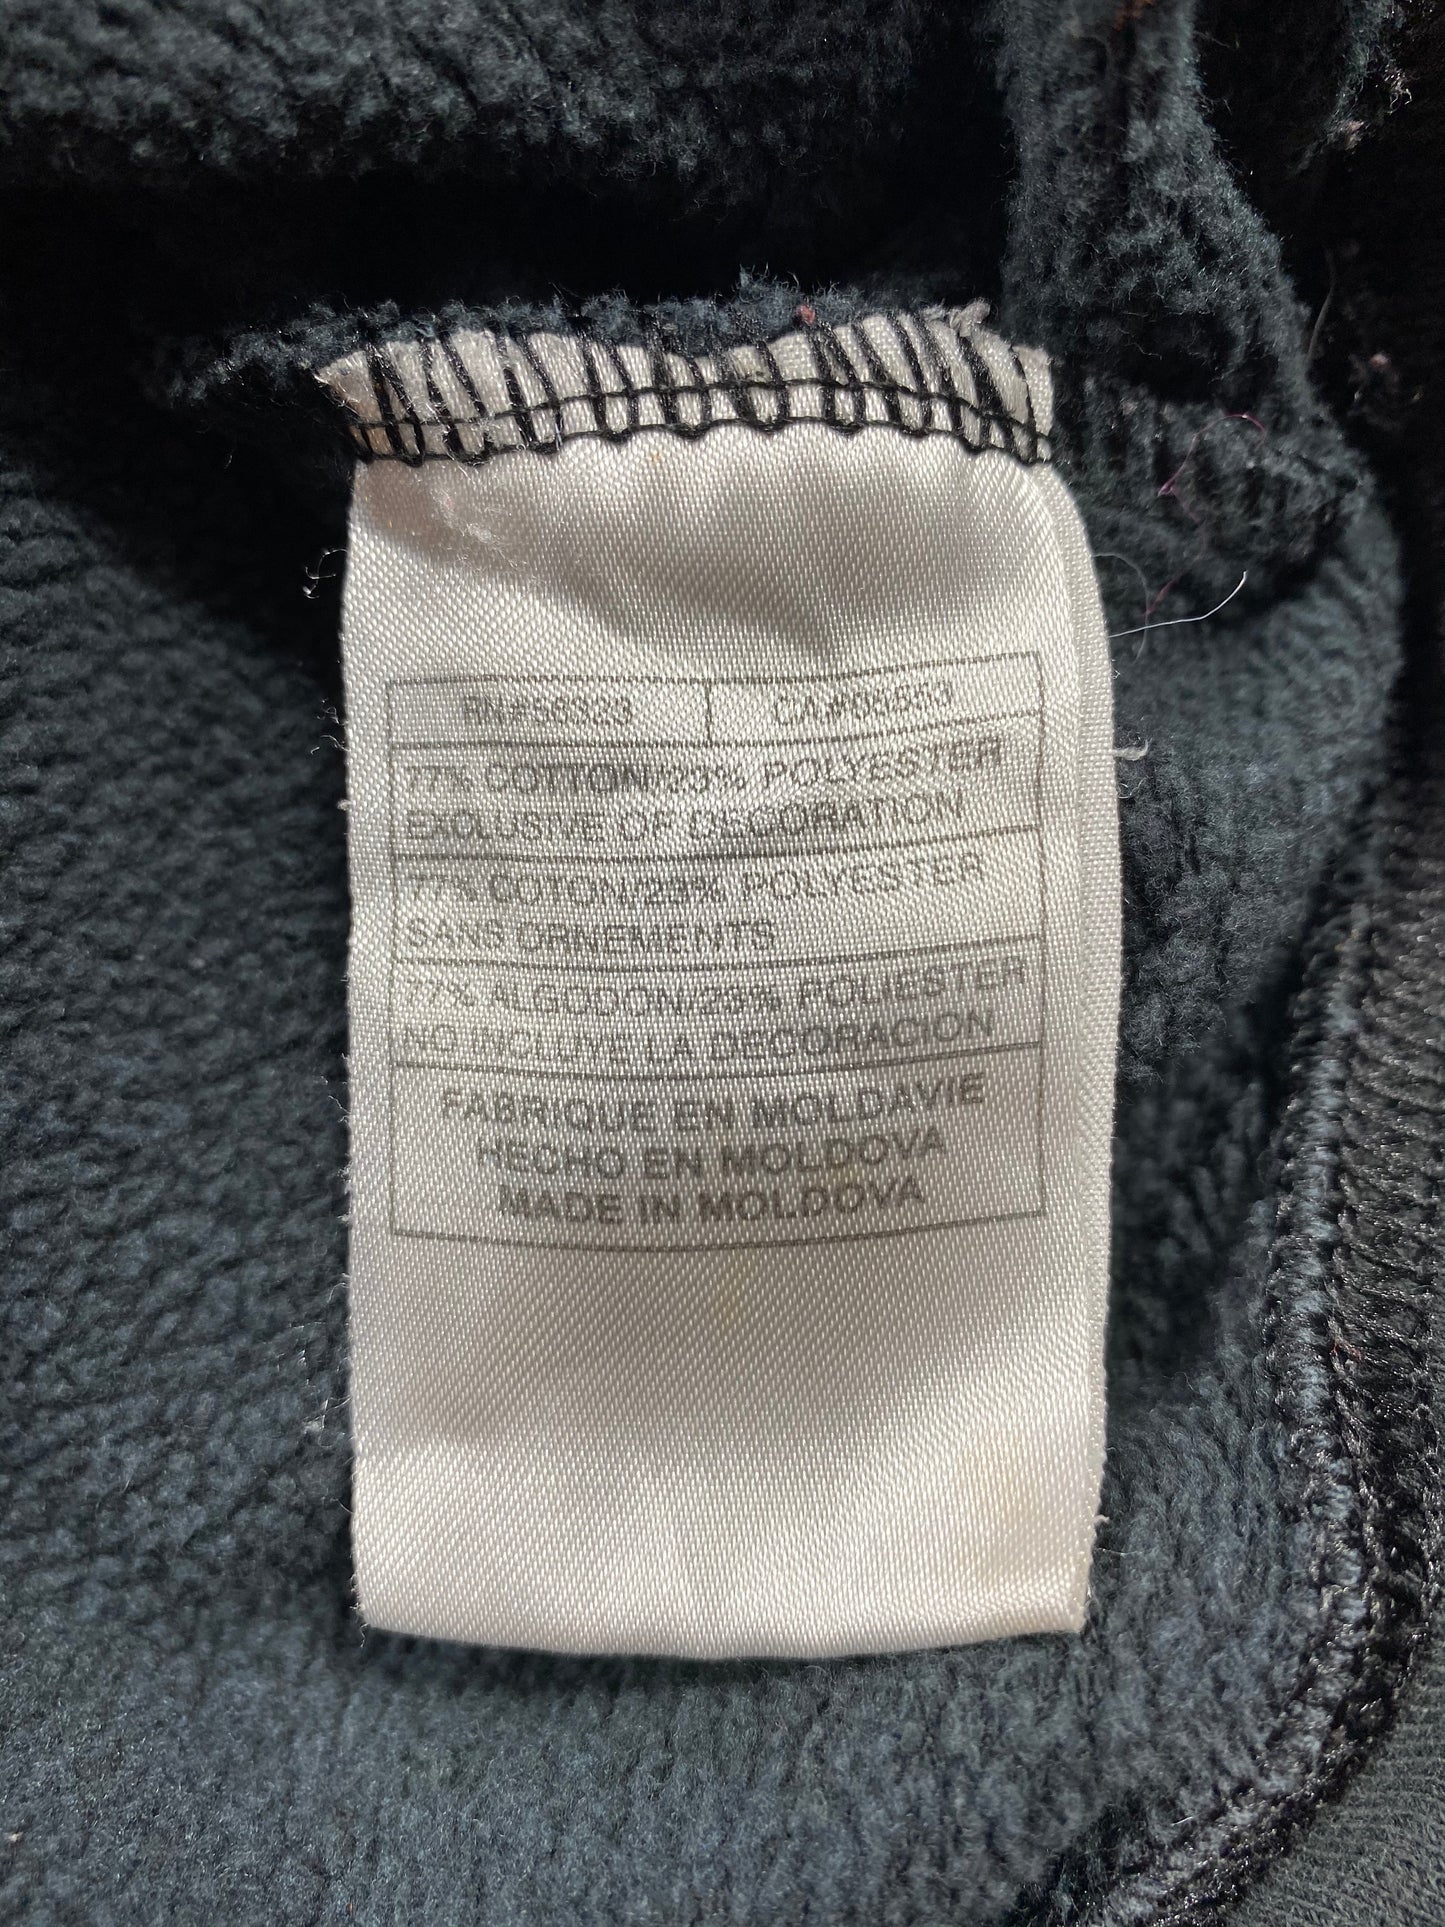 RN#56323 CA#05553
77% COTTON/23% POLYESTER
EXCLUSIVE OF DECORATION
77% COTON/23% POLYESTER
SANS ORNEMENTS
77% ALGODON/23% POLIESTER
NO INCLUYE LA DECORACION
FABRIQUE EN MOLDAVIE
HECHO EN MOLDOVA
MADE IN MOLDOVA